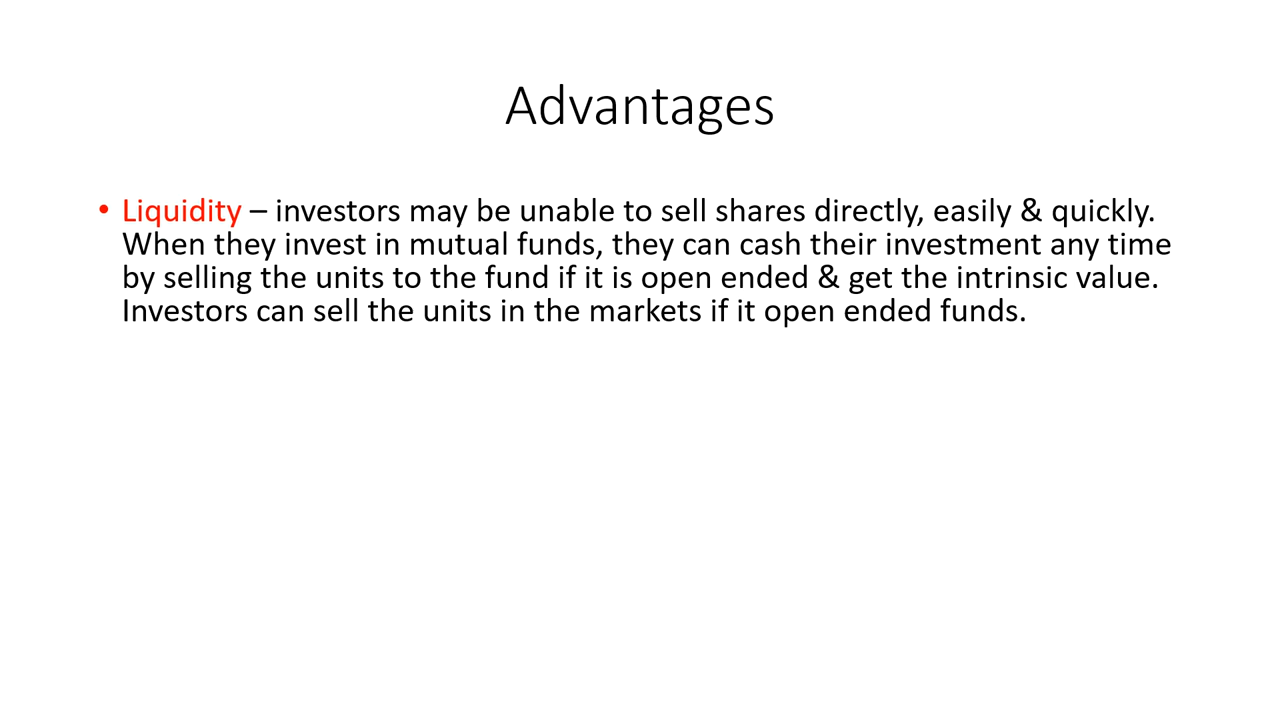 Advantages
• Liquidity – investors may be unable to sell shares directly, easily & quickly.
When they invest in mutual funds, they can cash their investment any time
by selling the units to the fund if it is open ended & get the intrinsic value.
Investors can sell the units in the markets if it open ended funds.